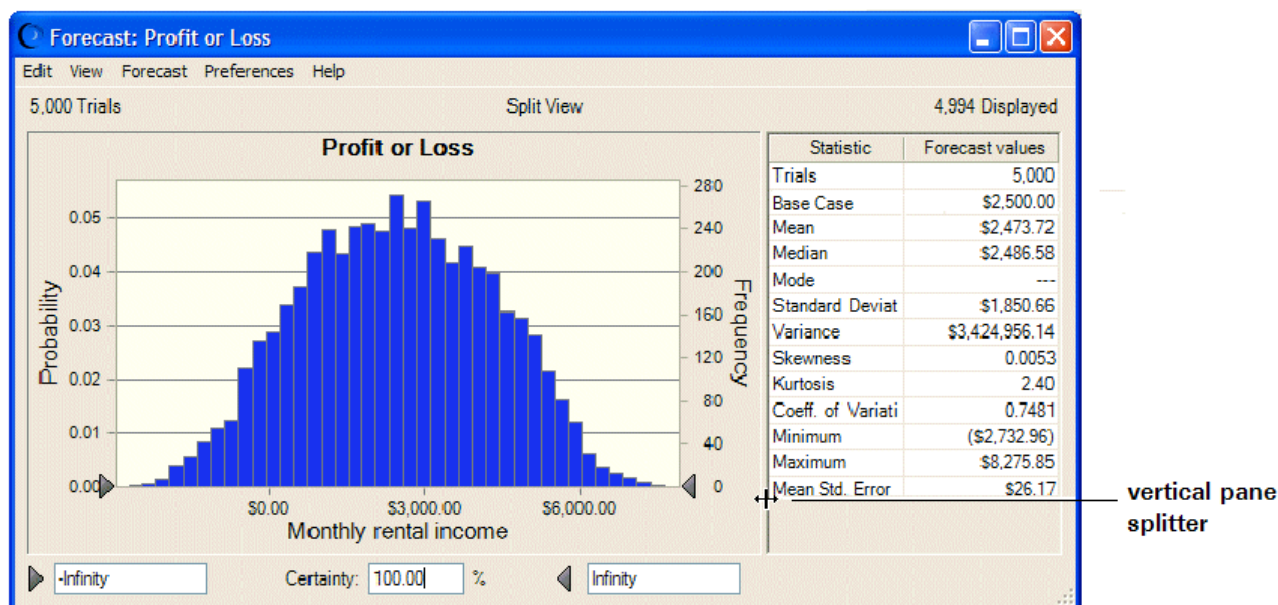 Forecast: Profit or Loss
Edit View Forecast Preferences Help
5,000 Trials Split View 4,994 Displayed
Profit or Loss
Probability
0.05
0.04
0.03
0.02
0.01
0.00
280
240
200
160
120
80
40
0
Frequency
$0.00 $3,000.00 $6,000.00
Monthly rental income
Statistic Forecast values
Trials 5,000
Base Case $2,500.00
Mean $2,473.72
Median $2,486.58
Mode ---
Standard Deviat $1,850.66
Variance $3,424,956.14
Skewness 0.0053
Kurtosis 2.40
Coeff. of Variati 0.7481
Minimum ($2,732.96)
Maximum $8,275.85
Mean Std. Error $26.17
vertical pane
splitter
-Infinity Certainty: 100.00 % Infinity